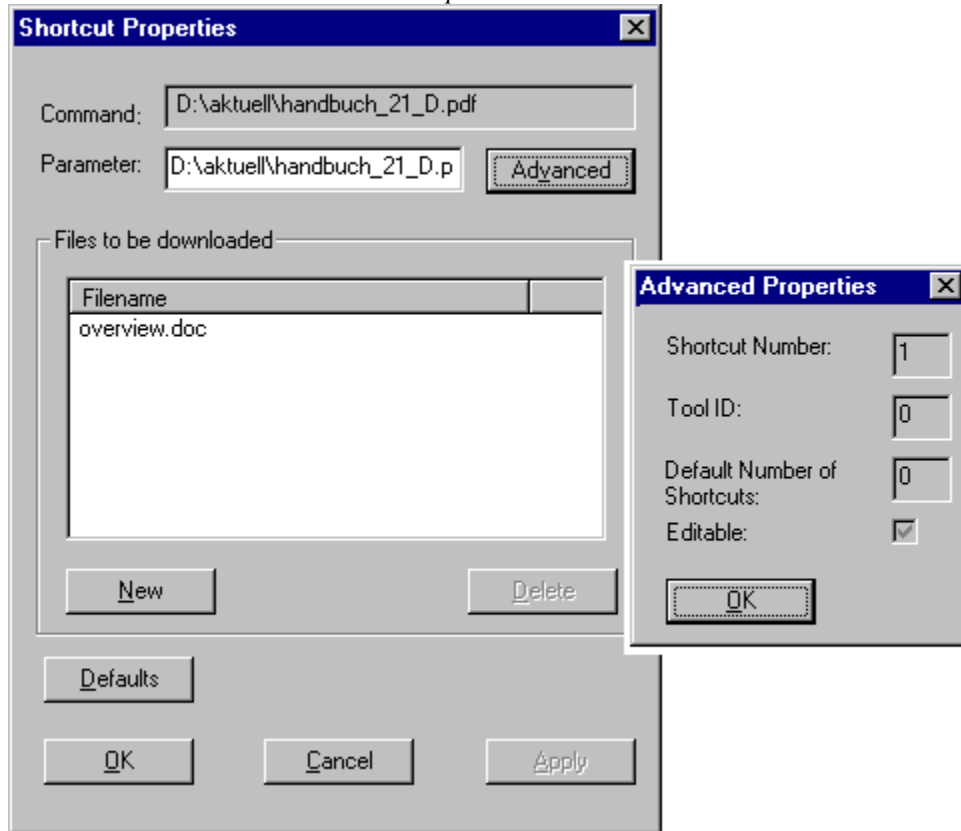 Shortcut Properties
Command: D:\aktuell\handbuch_21_D.pdf
Parameter: D:\aktuell\handbuch_21_D.p Advanced
Files to be downloaded
Filename
overview.doc
New Delete
Defaults
OK Cancel Apply
Advanced Properties
Shortcut Number: 1
Tool ID: 0
Default Number of 0
Shortcuts:
Editable:
OK